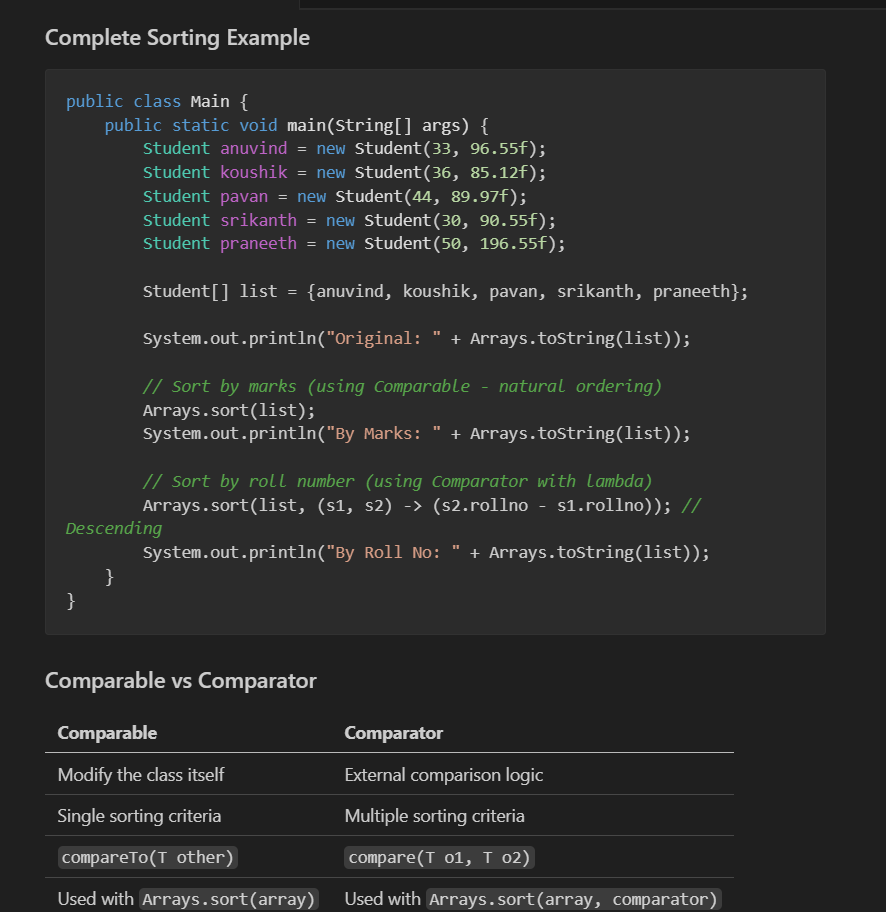 Complete Sorting Example
public class Main {
    public static void main(String[] args) {
        Student anuvind = new Student(33, 96.55f);
        Student koushik = new Student(36, 85.12f);
        Student pavan = new Student(44, 89.97f);
        Student srikanth = new Student(30, 90.55f);
        Student praneeth = new Student(50, 196.55f);

        Student[] list = {anuvind, koushik, pavan, srikanth, praneeth};

        System.out.println("Original: " + Arrays.toString(list));

        // Sort by marks (using Comparable - natural ordering)
        Arrays.sort(list);
        System.out.println("By Marks: " + Arrays.toString(list));

        // Sort by roll number (using Comparator with lambda)
        Arrays.sort(list, (s1, s2) -> (s2.rollno - s1.rollno)); //
Descending
        System.out.println("By Roll No: " + Arrays.toString(list));
    }
}
Comparable vs Comparator
Comparable Comparator
Modify the class itself External comparison logic
Single sorting criteria Multiple sorting criteria
compareTo(T other) compare(T o1, T o2)
Used with Arrays.sort(array) Used with Arrays.sort(array, comparator)